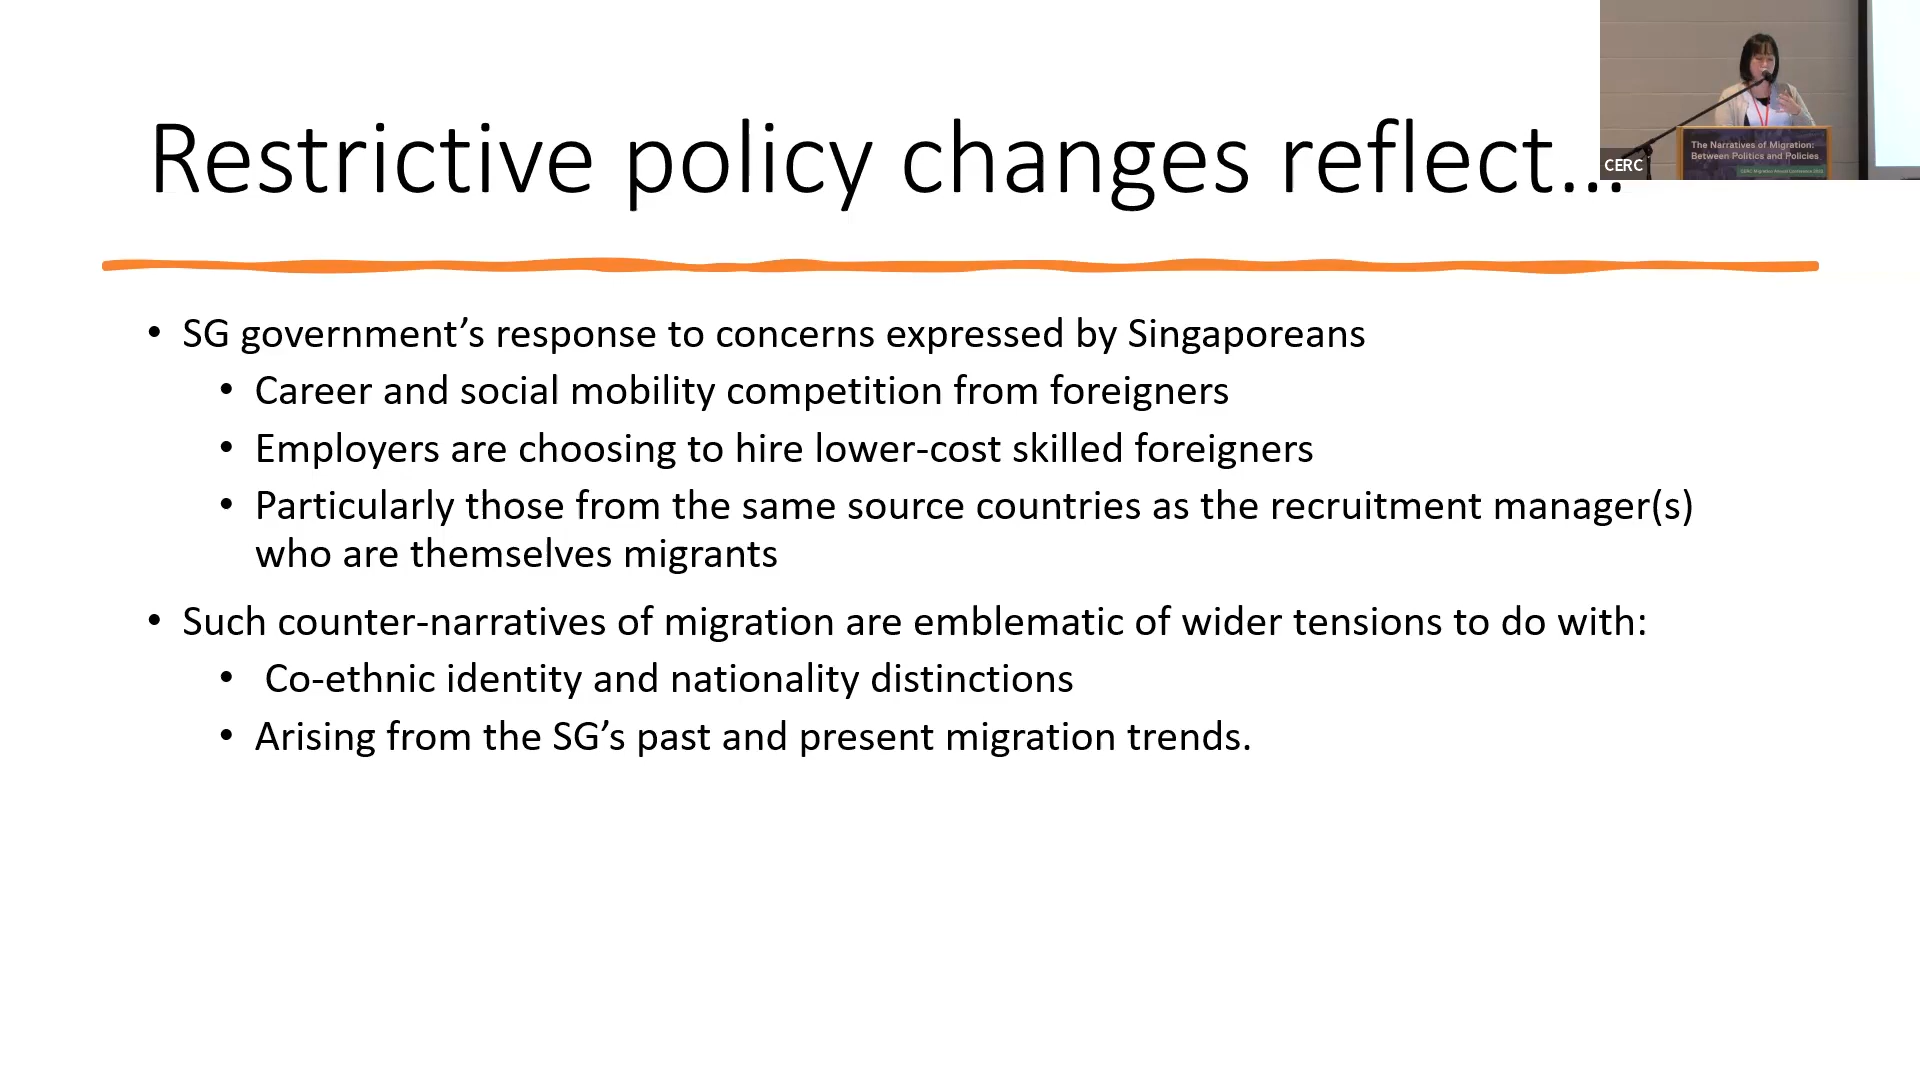 Restrictive policy changes reflect...
CERC
The Narratives of Migration:
Between Politics and Policies
• SG government’s response to concerns expressed by Singaporeans
• Career and social mobility competition from foreigners
• Employers are choosing to hire lower-cost skilled foreigners
• Particularly those from the same source countries as the recruitment manager(s)
who are themselves migrants
• Such counter-narratives of migration are emblematic of wider tensions to do with:
• Co-ethnic identity and nationality distinctions
• Arising from the SG’s past and present migration trends.